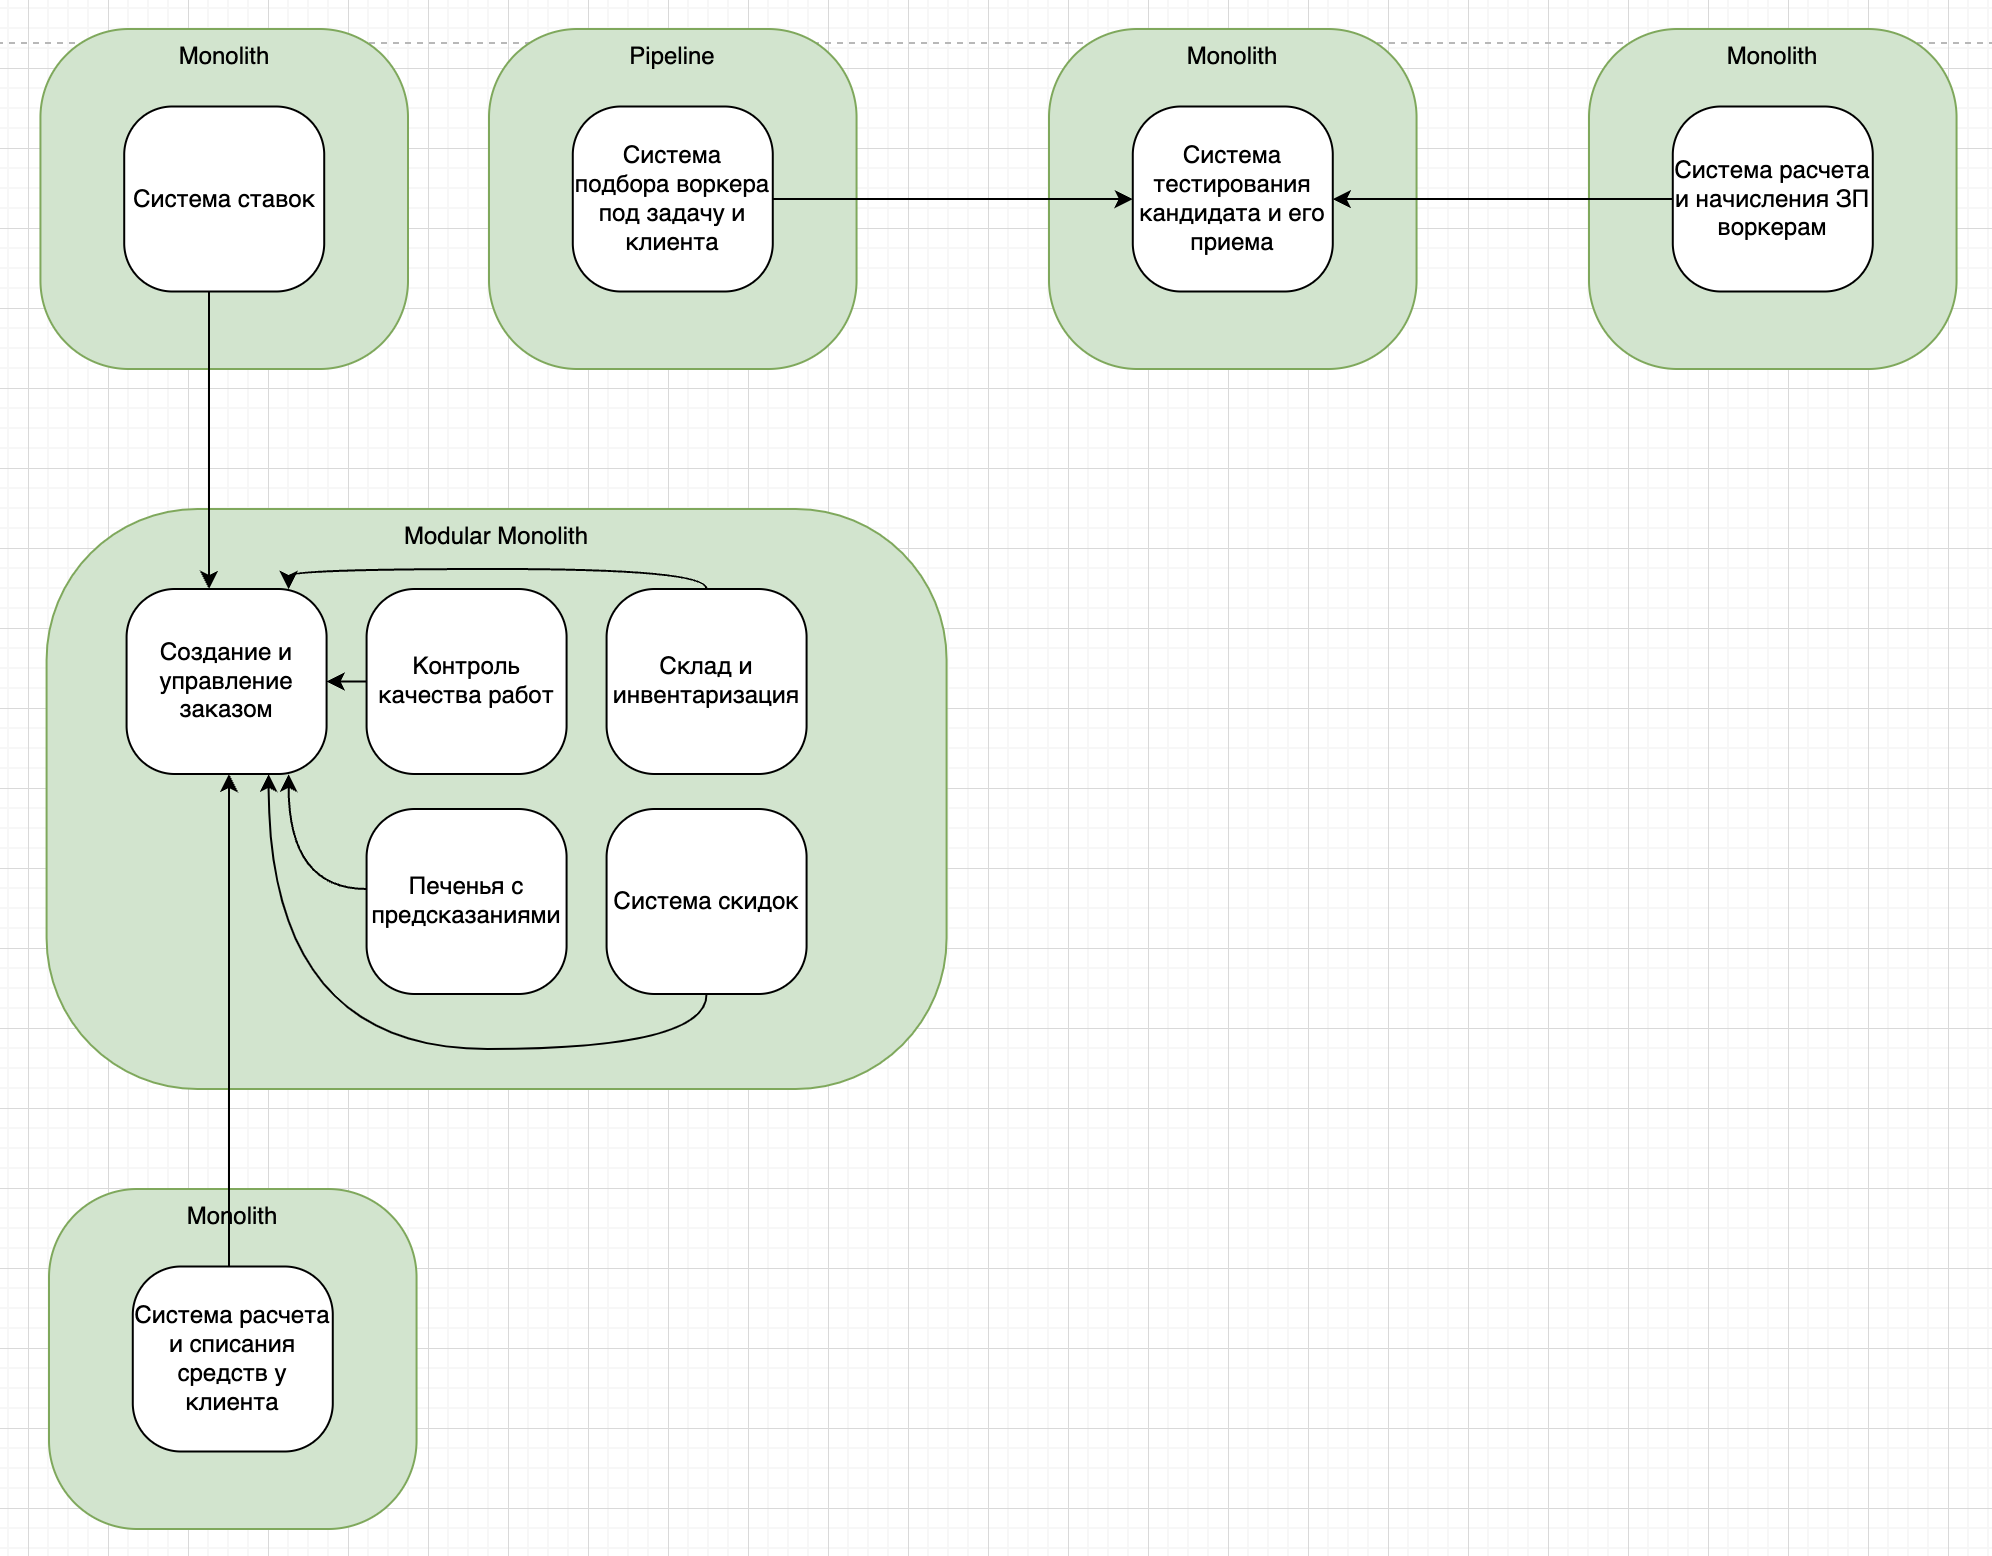 Monolith
Система ставок
Pipeline
Система
подбора воркера
под задачу и
клиента
Monolith
Система
тестирования
кандидата и его
приема
Monolith
Система расчета
и начисления ЗП
воркерам
Modular Monolith
Создание и
управление
заказом
Контроль
качества работ
Склад и
инвентаризация
Печенья с
предсказаниями
Система скидок
Monolith
Система расчета
и списания
средств у
клиента